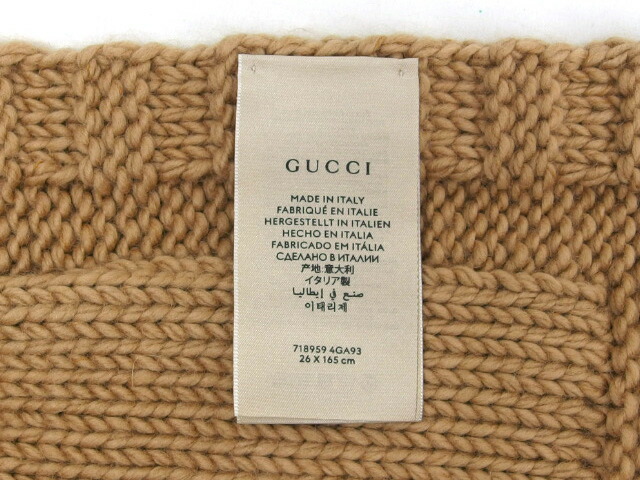 GUCCI
MADE IN ITALY
FABRIQUÉ EN ITALIE
HERGESTELLT IN ITALIEN
HECHO EN ITALIA
FABRICADO EM ITÁLIA
СДЕЛАНО В ИТАЛИИ
产地:意大利
イタリア製
صنع في إيطاليا
이태리제
718959 4GA93
26 X 165 cm